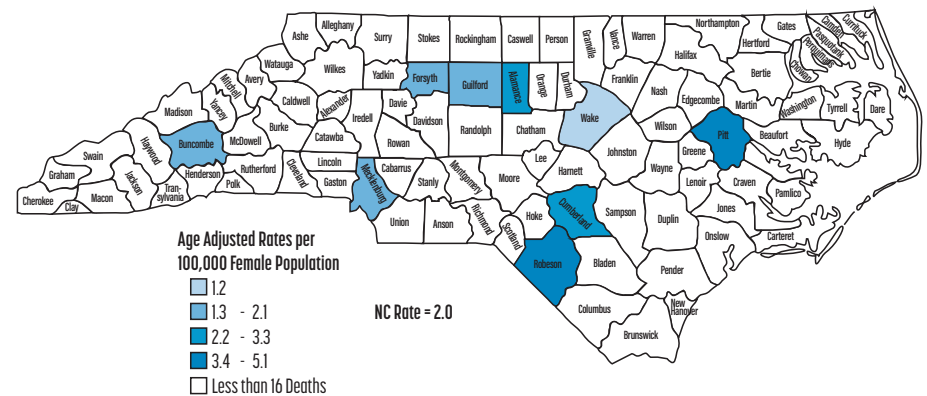 Alleghany
Ashe
Surry
Stokes
Rockingham
Caswell
Person
Granville
Vance
Warren
Northampton
Gates
Camden
Currituck
Pasquotank
Perquimans
Chowan
Hertford
Halifax
Watauga
Wilkes
Yadkin
Forsyth
Guilford
Alamance
Orange
Durham
Franklin
Nash
Edgecombe
Bertie
Mitchell
Avery
Yancey
Madison
Caldwell
Alexander
Iredell
Davie
Davidson
Randolph
Chatham
Wake
Wilson
Martin
Washington
Tyrrell
Dare
Burke
Catawba
Rowan
Buncombe
McDowell
Haywood
Swain
Graham
Cherokee
Clay
Macon
Jackson
Tran-
sylvania
Henderson
Polk
Rutherford
Cleveland
Lincoln
Gaston
Mecklenburg
Cabarrus
Stanly
Montgomery
Moore
Lee
Harnett
Johnston
Wayne
Greene
Pitt
Beaufort
Hyde
Lenoir
Craven
Pamlico
Union
Anson
Richmond
Scotland
Hoke
Cumberland
Sampson
Duplin
Jones
Onslow
Carteret
Robeson
Bladen
Pender
Columbus
New
Hanover
Brunswick
Age Adjusted Rates per
100,000 Female Population
1.2
1.3 - 2.1
2.2 - 3.3
3.4 - 5.1
Less than 16 Deaths
NC Rate = 2.0